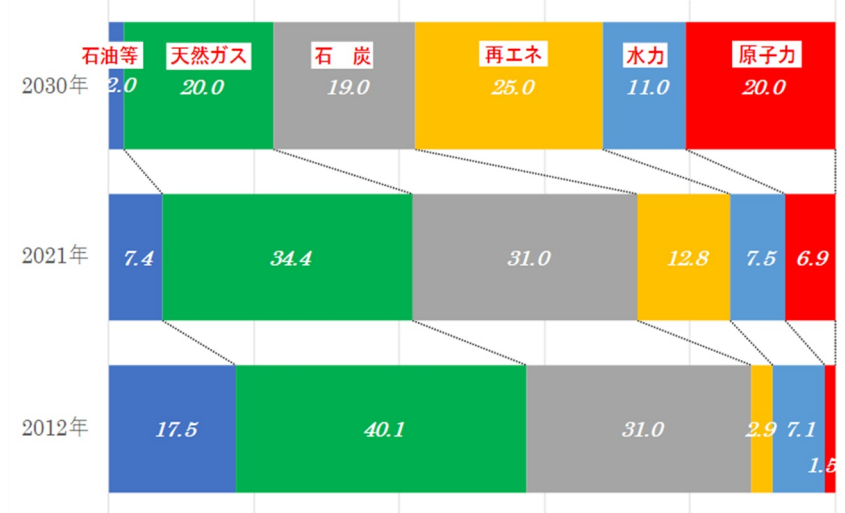 石油等 天然ガス 石　炭 再エネ 水力 原子力
2030年 2.0 20.0 19.0 25.0 11.0 20.0
2021年 7.4 34.4 31.0 12.8 7.5 6.9
2012年 17.5 40.1 31.0 2.9 7.1 1.5